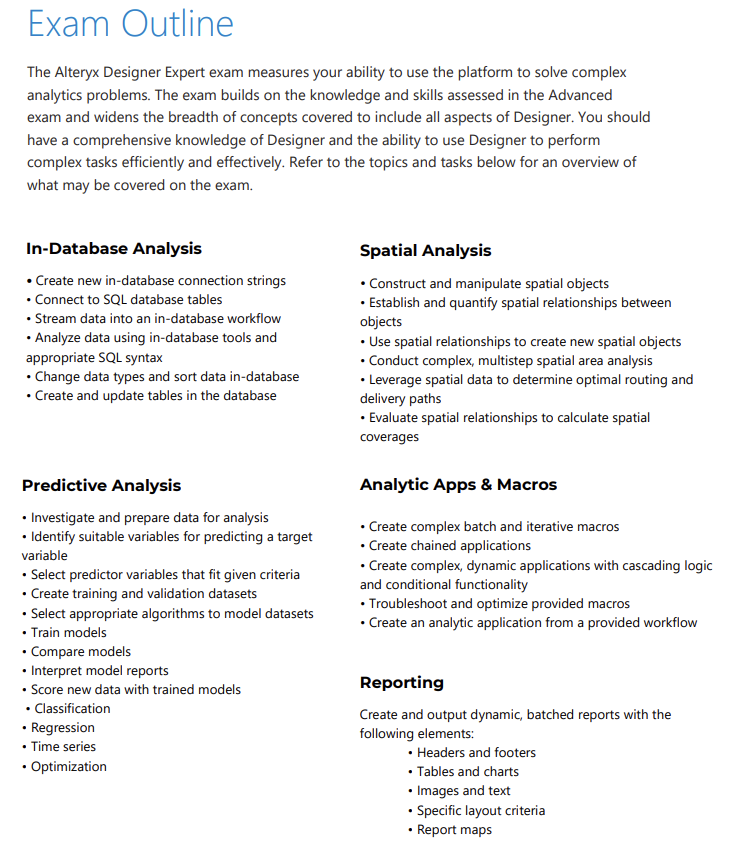 Exam Outline
The Alteryx Designer Expert exam measures your ability to use the platform to solve complex
analytics problems. The exam builds on the knowledge and skills assessed in the Advanced
exam and widens the breadth of concepts covered to include all aspects of Designer. You should
have a comprehensive knowledge of Designer and the ability to use Designer to perform
complex tasks efficiently and effectively. Refer to the topics and tasks below for an overview of
what may be covered on the exam.
In-Database Analysis
• Create new in-database connection strings
• Connect to SQL database tables
• Stream data into an in-database workflow
• Analyze data using in-database tools and
appropriate SQL syntax
• Change data types and sort data in-database
• Create and update tables in the database
Spatial Analysis
• Construct and manipulate spatial objects
• Establish and quantify spatial relationships between
objects
• Use spatial relationships to create new spatial objects
• Conduct complex, multistep spatial area analysis
• Leverage spatial data to determine optimal routing and
delivery paths
• Evaluate spatial relationships to calculate spatial
coverages
Predictive Analysis
• Investigate and prepare data for analysis
• Identify suitable variables for predicting a target
variable
• Select predictor variables that fit given criteria
• Create training and validation datasets
• Select appropriate algorithms to model datasets
• Train models
• Compare models
• Interpret model reports
• Score new data with trained models
• Classification
• Regression
• Time series
• Optimization
Analytic Apps & Macros
• Create complex batch and iterative macros
• Create chained applications
• Create complex, dynamic applications with cascading logic
and conditional functionality
• Troubleshoot and optimize provided macros
• Create an analytic application from a provided workflow
Reporting
Create and output dynamic, batched reports with the
following elements:
• Headers and footers
• Tables and charts
• Images and text
• Specific layout criteria
• Report maps